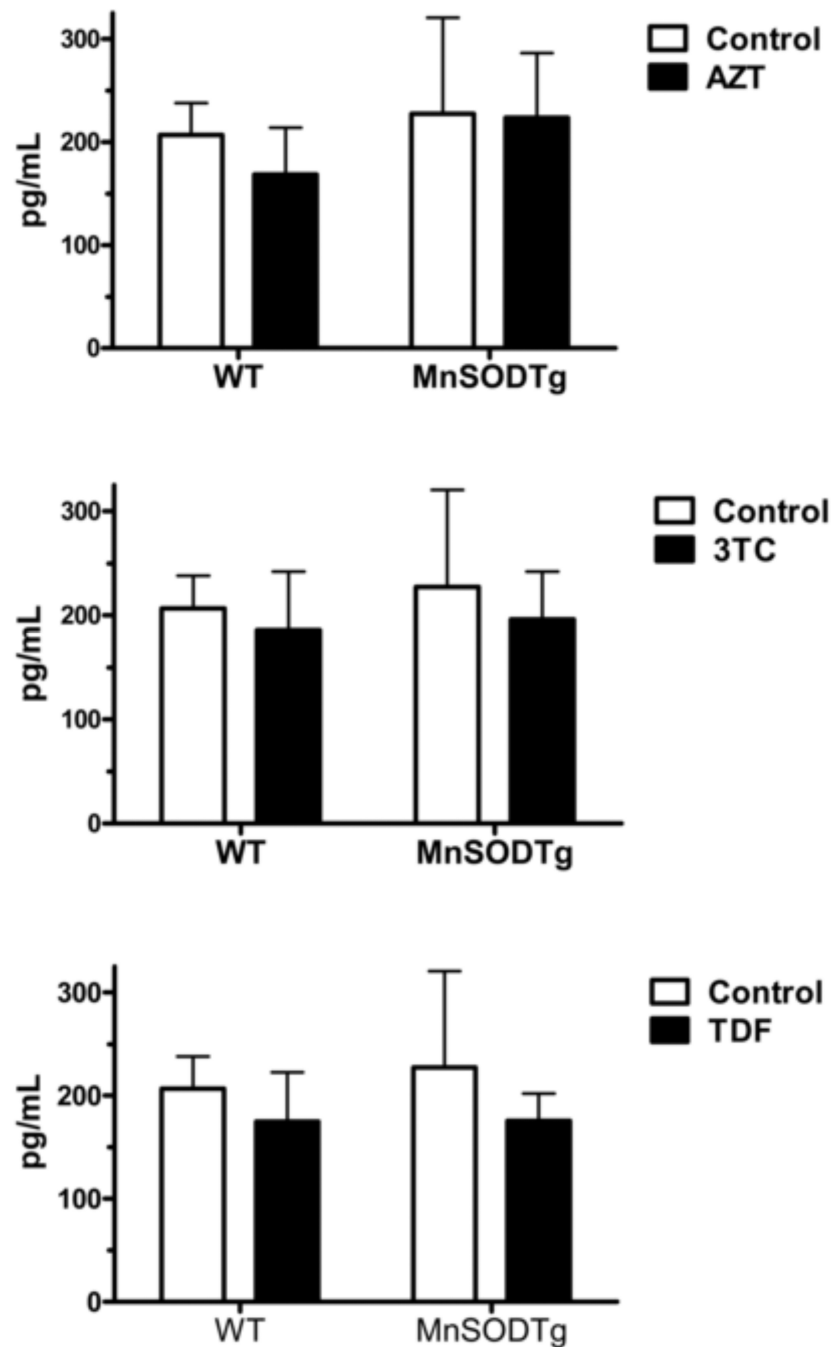 300
200
100
0
pg/mL
WT
MnSODTg
Control
AZT
300
200
100
0
pg/mL
WT
MnSODTg
Control
3TC
300
200
100
0
pg/mL
WT
MnSODTg
Control
TDF